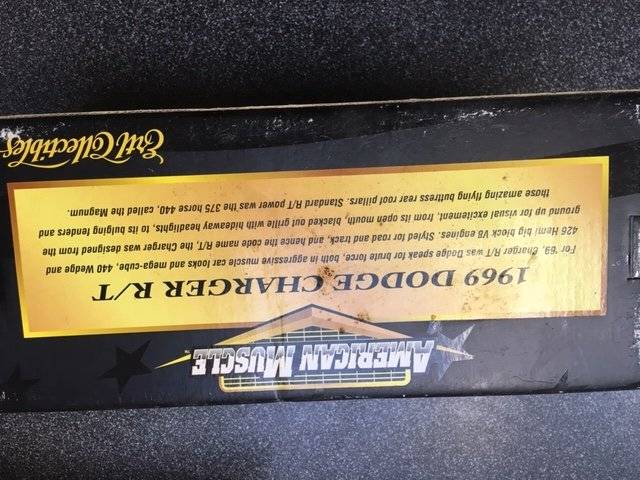 AMERICAN MUSCLE
1969 DODGE CHARGER R/T
For '69, Charger R/T was Dodge speak for brute force, both in aggressive muscle car looks and mega-cube, 440 and Wedge and
426 Hemi big block V8 engines. Styled for road and track, and hence the code name R/T, the Charger was designed from the
ground up for visual excitement, from its open mouth, blacked out grille with hideaway headlights, to its bulging fenders and
those amazing flying buttress rear roof pillars. Standard R/T power was the 375 horse 440, called the Magnum.
Ertl Collectibles